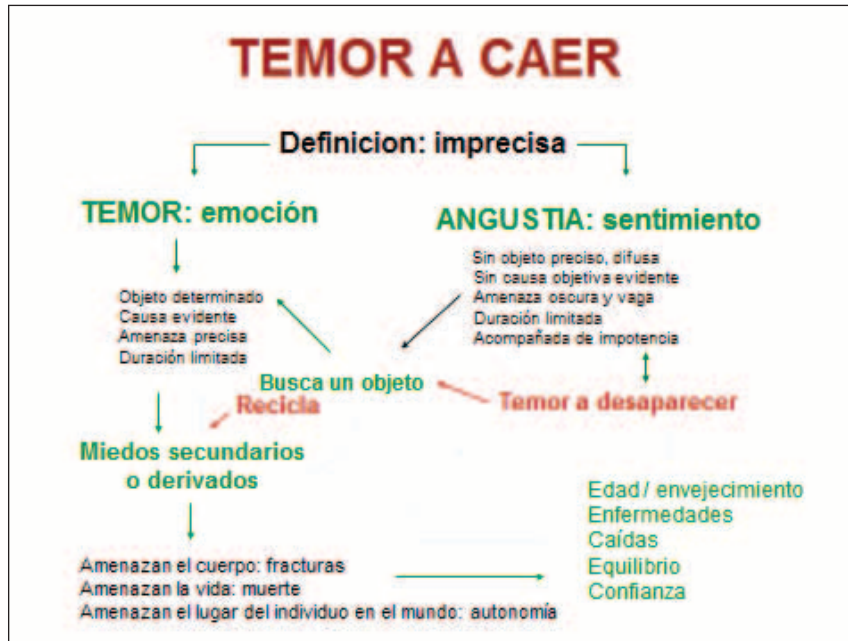 TEMOR A CAER
Definicion: imprecisa
TEMOR: emoción
Objeto determinado
Causa evidente
Amenaza precisa
Duración limitada
ANGUSTIA: sentimiento
Sin objeto preciso, difusa
Sin causa objetiva evidente
Amenaza oscura y vaga
Duración limitada
Acompañada de impotencia
Busca un objeto
Recicla
Temor a desaparecer
Miedos secundarios
o derivados
Amenazan el cuerpo: fracturas
Amenazan la vida: muerte
Amenazan el lugar del individuo en el mundo: autonomía
Edad / envejecimiento
Enfermedades
Caídas
Equilibrio
Confianza